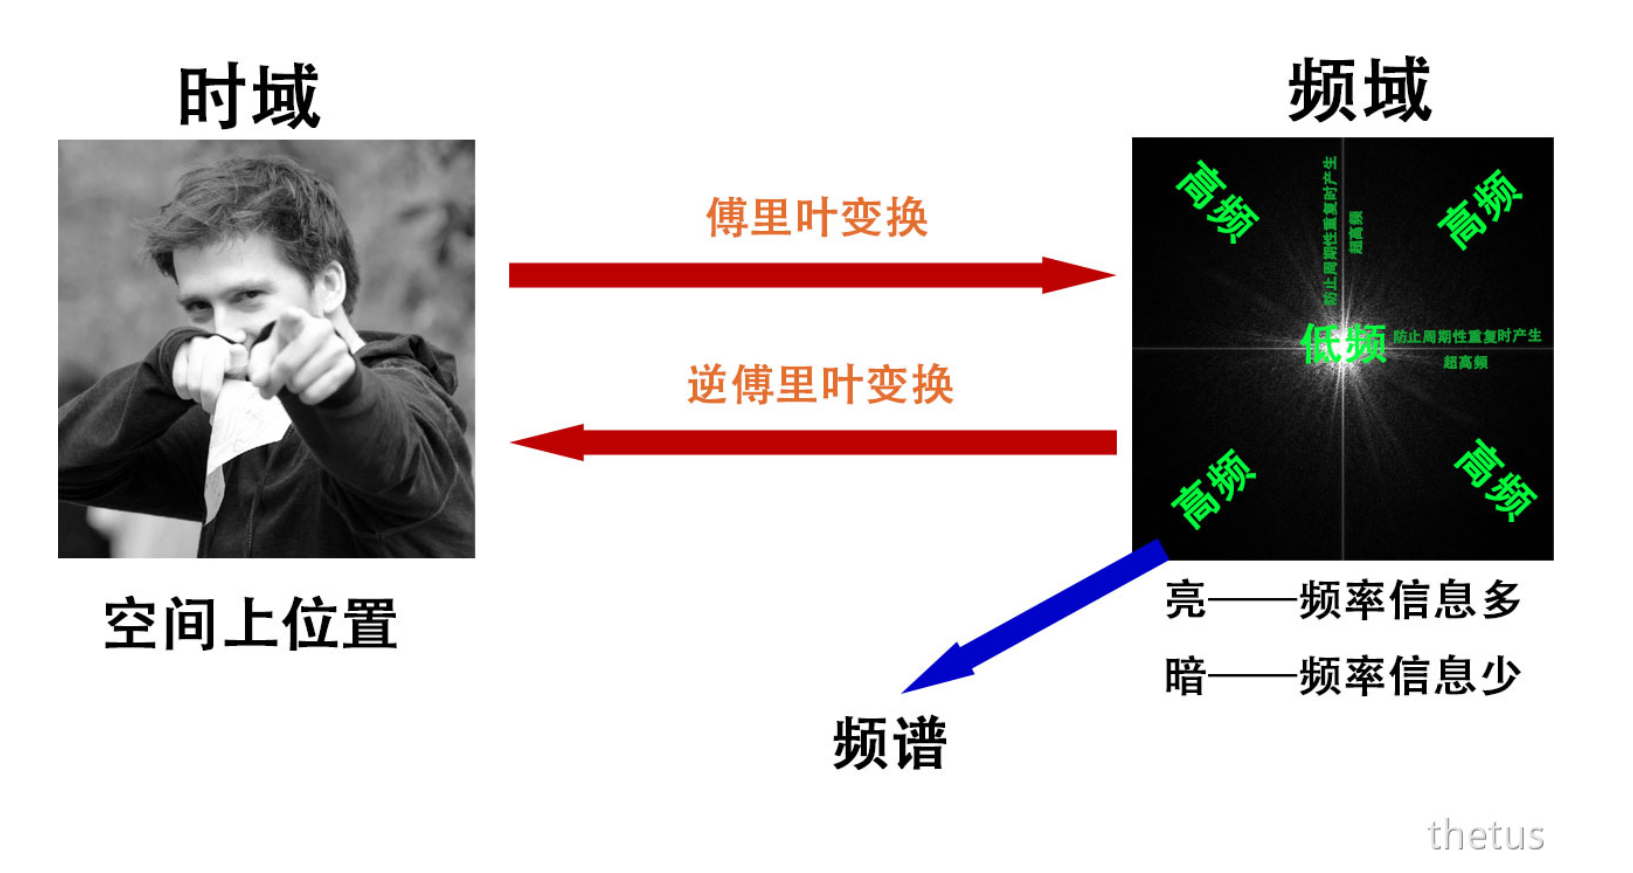 时域
频域
傅里叶变换
逆傅里叶变换
高频
高频
防止周期性重复时产生
超高频
低频
防止周期性重复时产生
超高频
高频
高频
空间上位置
亮——频率信息多
暗——频率信息少
频谱
thetus